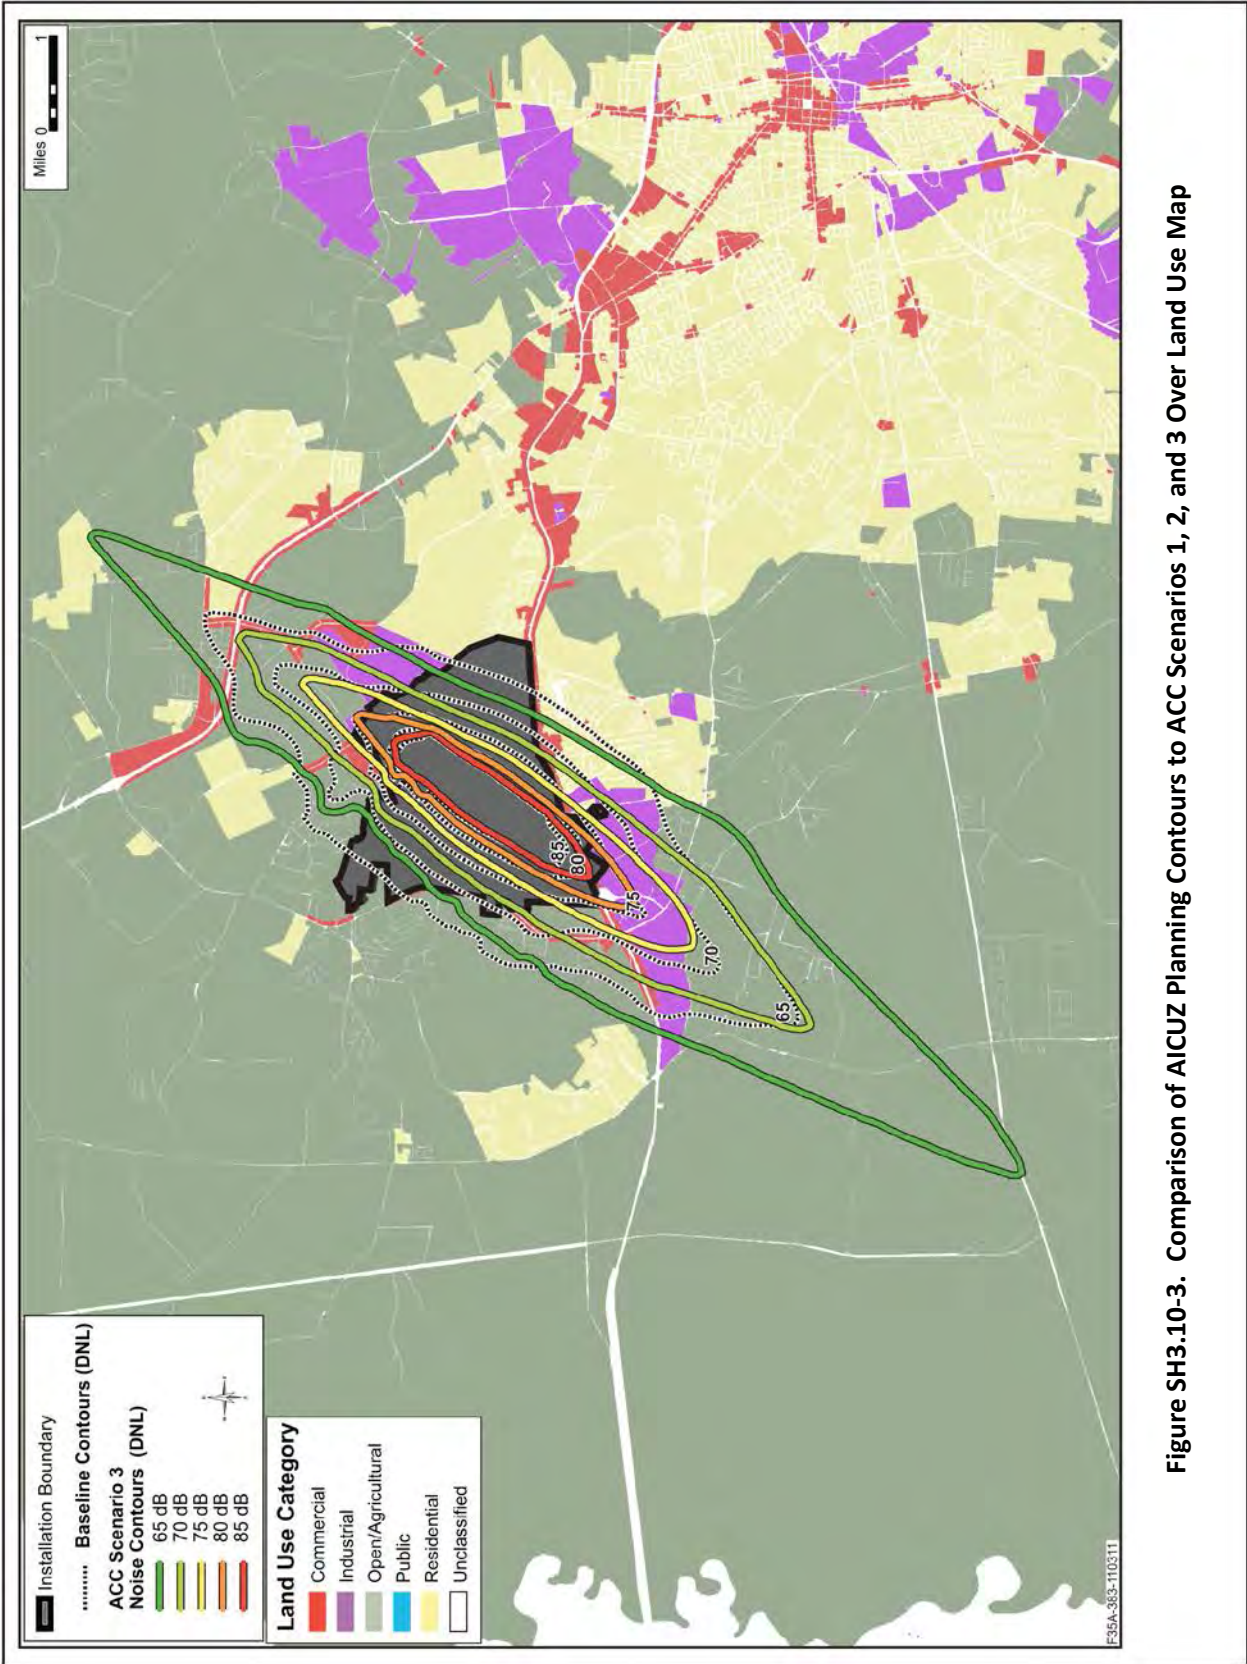 Miles 0 1
Installation Boundary
Baseline Contours (DNL)
ACC Scenario 3
Noise Contours (DNL)
65 dB
70 dB
75 dB
80 dB
85 dB
Land Use Category
Commercial
Industrial
Open/Agricultural
Public
Residential
Unclassified
85
80
75
70
65
F35A-383-110311
Figure SH3.10-3. Comparison of AICUZ Planning Contours to ACC Scenarios 1, 2, and 3 Over Land Use Map